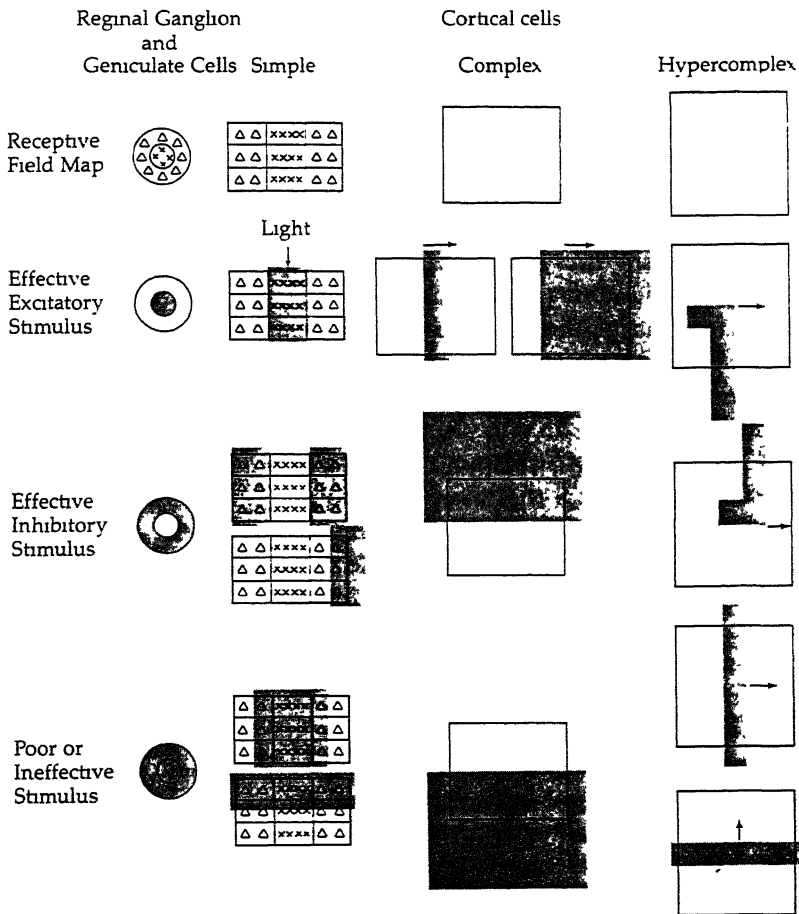 Reginal Ganglion
and
Geniculate Cells
Simple
Cortical cells
Complex
Hypercomplex
Receptive
Field Map
Light
Effective
Excitatory
Stimulus
Effective
Inhibitory
Stimulus
Poor or
Ineffective
Stimulus